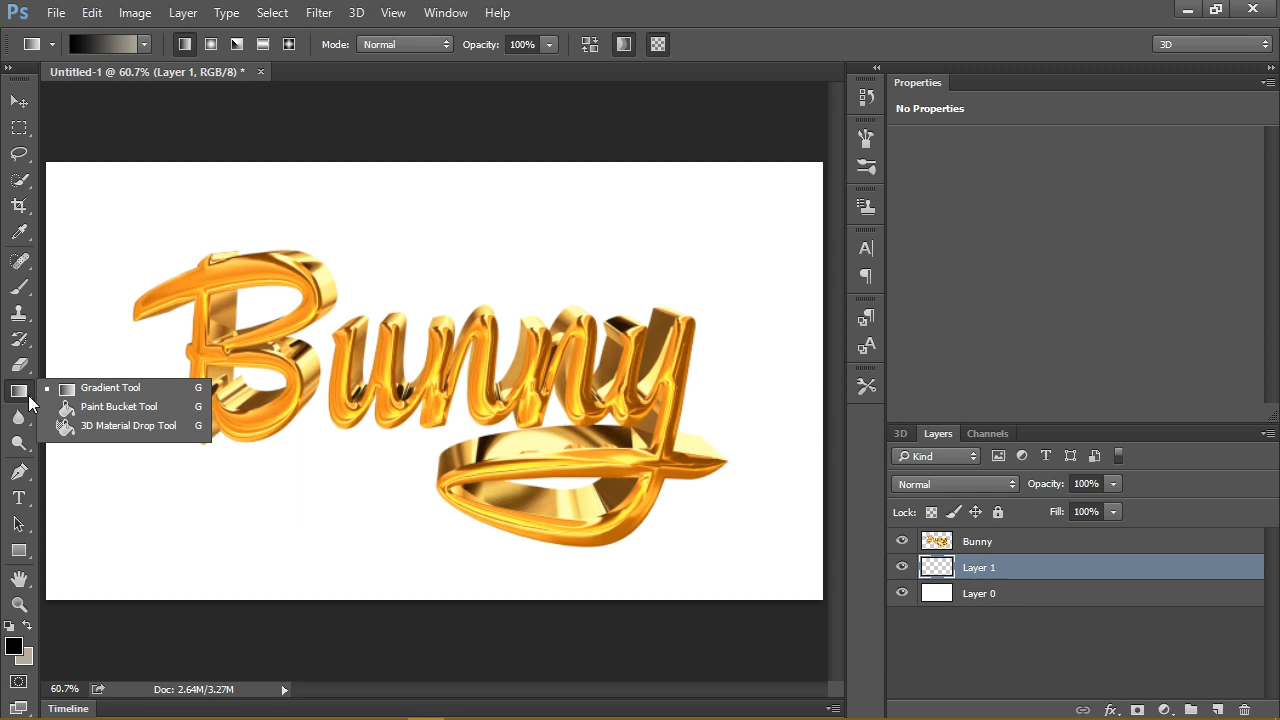 Ps File Edit Image Layer Type Select Filter 3D View Window Help
Mode: Normal Opacity: 100% 3D
Untitled-1 @ 60.7% (Layer 1, RGB/8) * ×
Properties
No Properties
Bunny
Gradient Tool G
Paint Bucket Tool G
3D Material Drop Tool G
3D Layers Channels
Kind
Normal Opacity: 100%
Lock: Fill: 100%
Bunny
Layer 1
Layer 0
60.7% Doc: 2.64M/3.27M
Timeline